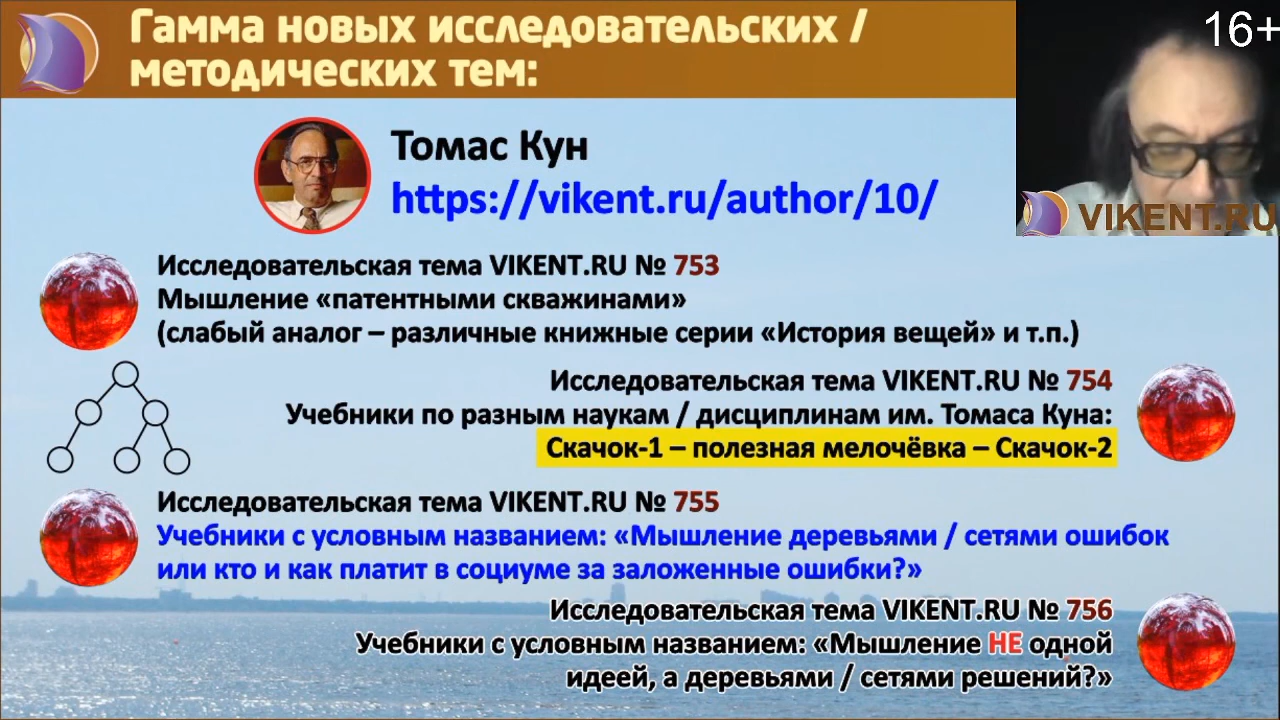 Гамма новых исследовательских /
методических тем:
16+
Томас Кун
https://vikent.ru/author/10/
VIKENT.RU
Исследовательская тема VIKENT.RU № 753
Мышление «патентными скважинами»
(слабый аналог – различные книжные серии «История вещей» и т.п.)
Исследовательская тема VIKENT.RU № 754
Учебники по разным наукам / дисциплинам им. Томаса Куна:
Скачок-1 – полезная мелочёвка – Скачок-2
Исследовательская тема VIKENT.RU № 755
Учебники с условным названием: «Мышление деревьями / сетями ошибок
или кто и как платит в социуме за заложенные ошибки?»
Исследовательская тема VIKENT.RU № 756
Учебники с условным названием: «Мышление НЕ одной
идеей, а деревьями / сетями решений?»